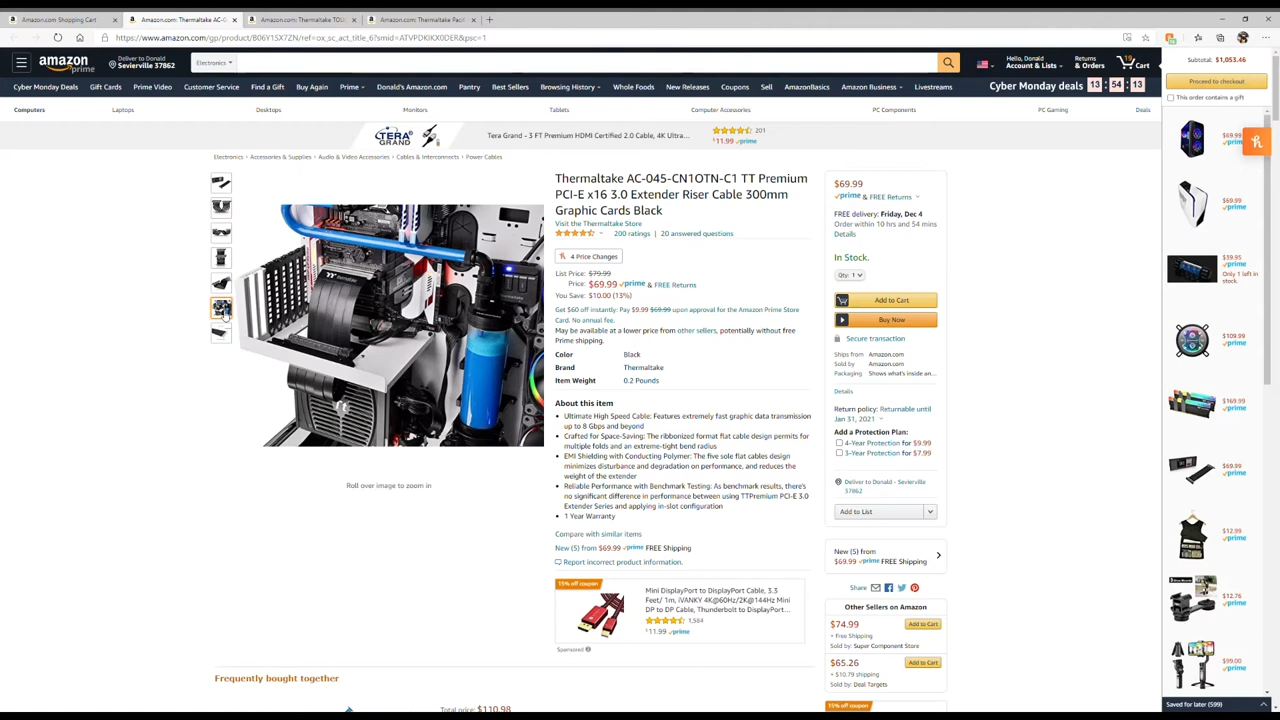 Amazon.com Shopping Cart
Amazon.com: Thermaltake AC-0
Amazon.com: Thermaltake TOU
Amazon.com: Thermaltake Pacif
https://www.amazon.com/gp/product/B06Y1SX7ZN/ref=ox_sc_act_title_6?smid=ATVPDKIKX0DER&psc=1
amazon prime
Deliver to Donald
Sevierville 37862
Electronics
Hello, Donald
Account & Lists
Returns
& Orders
Cart
Cyber Monday Deals
Gift Cards
Prime Video
Customer Service
Find a Gift
Buy Again
Prime
Donald's Amazon.com
Pantry
Best Sellers
Browsing History
Whole Foods
New Releases
Coupons
Sell
AmazonBasics
Amazon Business
Livestreams
Cyber Monday deals 13 : 54 : 13
Computers
Laptops
Desktops
Monitors
Tablets
Computer Accessories
PC Components
PC Gaming
Deals
TERA GRAND
Tera Grand - 3 FT Premium HDMI Certified 2.0 Cable, 4K Ultra...
201
$11.99 prime
Electronics › Accessories & Supplies › Audio & Video Accessories › Cables & Interconnects › Power Cables
Roll over image to zoom in
Thermaltake AC-045-CN1OTN-C1 TT Premium
PCI-E x16 3.0 Extender Riser Cable 300mm
Graphic Cards Black
Visit the Thermaltake Store
200 ratings | 20 answered questions
4 Price Changes
List Price: $79.99
Price: $69.99 prime & FREE Returns
You Save: $10.00 (13%)
Get $60 off instantly: Pay $9.99 $69.99 upon approval for the Amazon Prime Store
Card. No annual fee.
May be available at a lower price from other sellers, potentially without free
Prime shipping.
Color Black
Brand Thermaltake
Item Weight 0.2 Pounds
About this item
• Ultimate High Speed Cable: Features extremely fast graphic data transmission
up to 8 Gbps and beyond
• Crafted for Space-Saving: The ribbonized format flat cable design permits for
multiple folds and an extreme-tight bend radius
• EMI Shielding with Conducting Polymer: The five sole flat cables design
minimizes disturbance and degradation on performance, and reduces the
weight of the extender
• Reliable Performance with Benchmark Testing: As benchmark results, there's
no significant difference in performance between using TTPremium PCI-E 3.0
Extender Series and applying in-slot configuration
• 1 Year Warranty
Compare with similar items
New (5) from $69.99 prime FREE Shipping
Report incorrect product information.
15% off coupon
Mini DisplayPort to DisplayPort Cable, 3.3
Feet/ 1m, iVANKY 4K@60Hz/2K@144Hz Mini
DP to DP Cable, Thunderbolt to DisplayPort...
1,584
$11.99 prime
Sponsored
Frequently bought together
Total price: $110.98
$69.99
prime & FREE Returns
FREE delivery: Friday, Dec 4
Order within 10 hrs and 54 mins
Details
In Stock.
Qty: 1
Add to Cart
Buy Now
Secure transaction
Ships from Amazon.com
Sold by Amazon.com
Packaging Shows what's inside an...
Details
Return policy: Returnable until
Jan 31, 2021
Add a Protection Plan:
4-Year Protection for $9.99
3-Year Protection for $7.99
Deliver to Donald - Sevierville
37862
Add to List
New (5) from
$69.99 prime FREE Shipping
Share
Other Sellers on Amazon
$74.99 Add to Cart
+ Free Shipping
Sold by: Super Component Store
$65.26 Add to Cart
+ $10.79 shipping
Sold by: Deal Targets
15% off coupon
Subtotal: $1,053.46
Proceed to checkout
This order contains a gift
$69.99
prime
$69.99
prime
$39.95
prime
Only 1 left in
stock.
$109.99
prime
$169.99
prime
$69.99
prime
$12.99
prime
$12.76
prime
$99.00
prime
Saved for later (599)